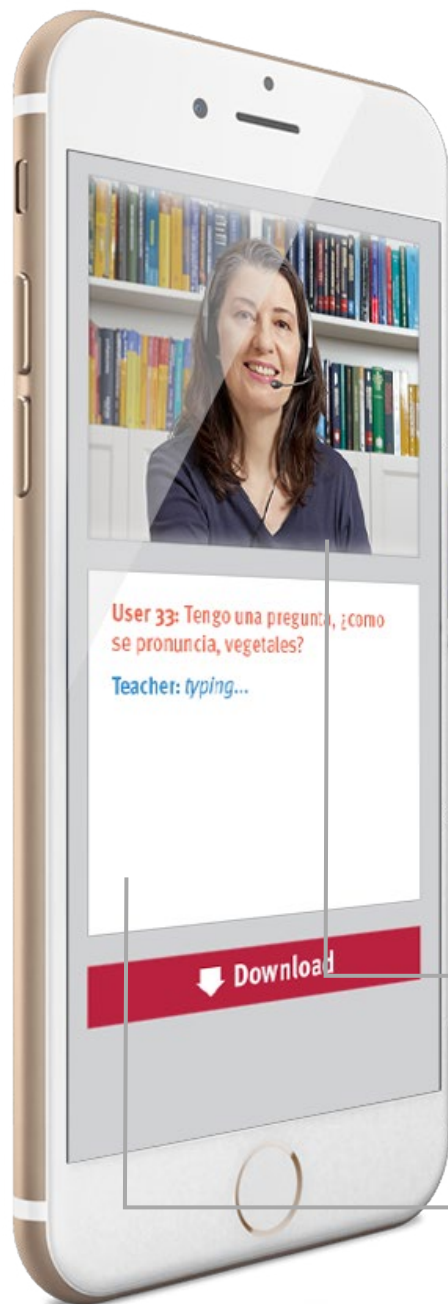 User 33: Tengo una pregunta, ¿como
se pronuncia, vegetales?
Teacher: typing...
Download